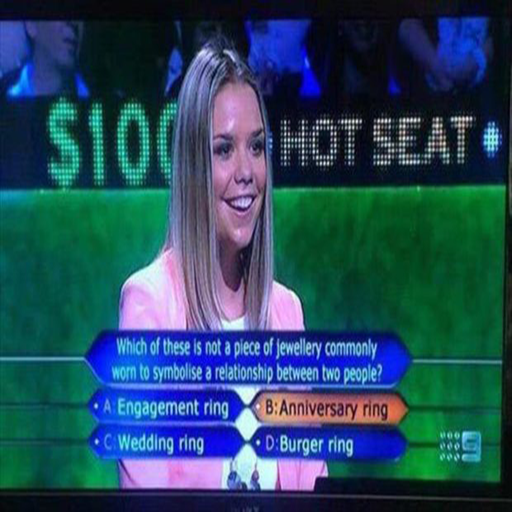 $100
HOT SEAT
Which of these is not a piece of jewellery commonly
worn to symbolise a relationship between two people?
A: Engagement ring
B: Anniversary ring
C: Wedding ring
D: Burger ring
9